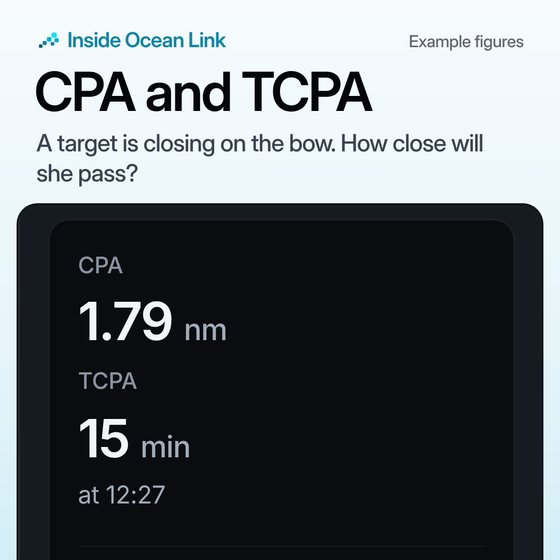 Inside Ocean Link
Example figures
CPA and TCPA
A target is closing on the bow. How close will
she pass?
CPA
1.79 nm
TCPA
15 min
at 12:27